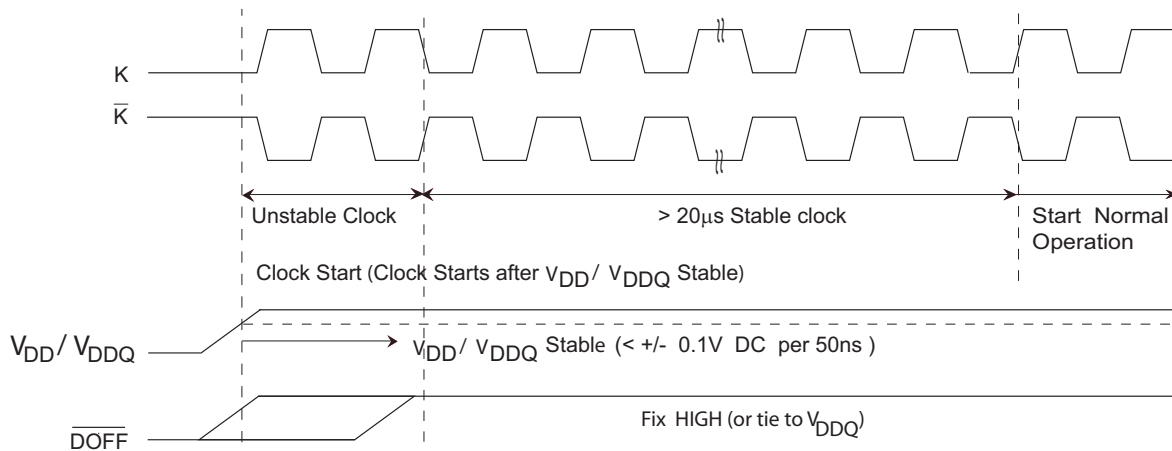 K
K̅
Unstable Clock
> 20μs Stable clock
Start Normal
Operation
Clock Start (Clock Starts after VDD / VDDQ Stable)
VDD / VDDQ
VDD / VDDQ Stable (< +/- 0.1V DC per 50ns )
D̅O̅F̅F̅
Fix HIGH (or tie to VDDQ)